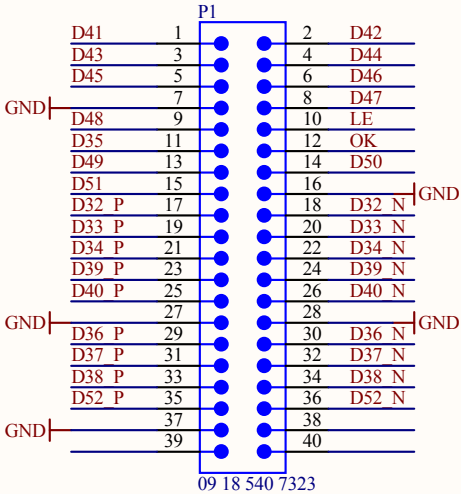 P1
D41 1 2 D42
D43 3 4 D44
D45 5 6 D46
GND 7 8 D47
D48 9 10 LE
D35 11 12 OK
D49 13 14 D50
D51 15 16 GND
D32_P 17 18 D32_N
D33_P 19 20 D33_N
D34_P 21 22 D34_N
D39_P 23 24 D39_N
D40_P 25 26 D40_N
GND 27 28 GND
D36_P 29 30 D36_N
D37_P 31 32 D37_N
D38_P 33 34 D38_N
D52_P 35 36 D52_N
GND 37 38
39 40
09 18 540 7323